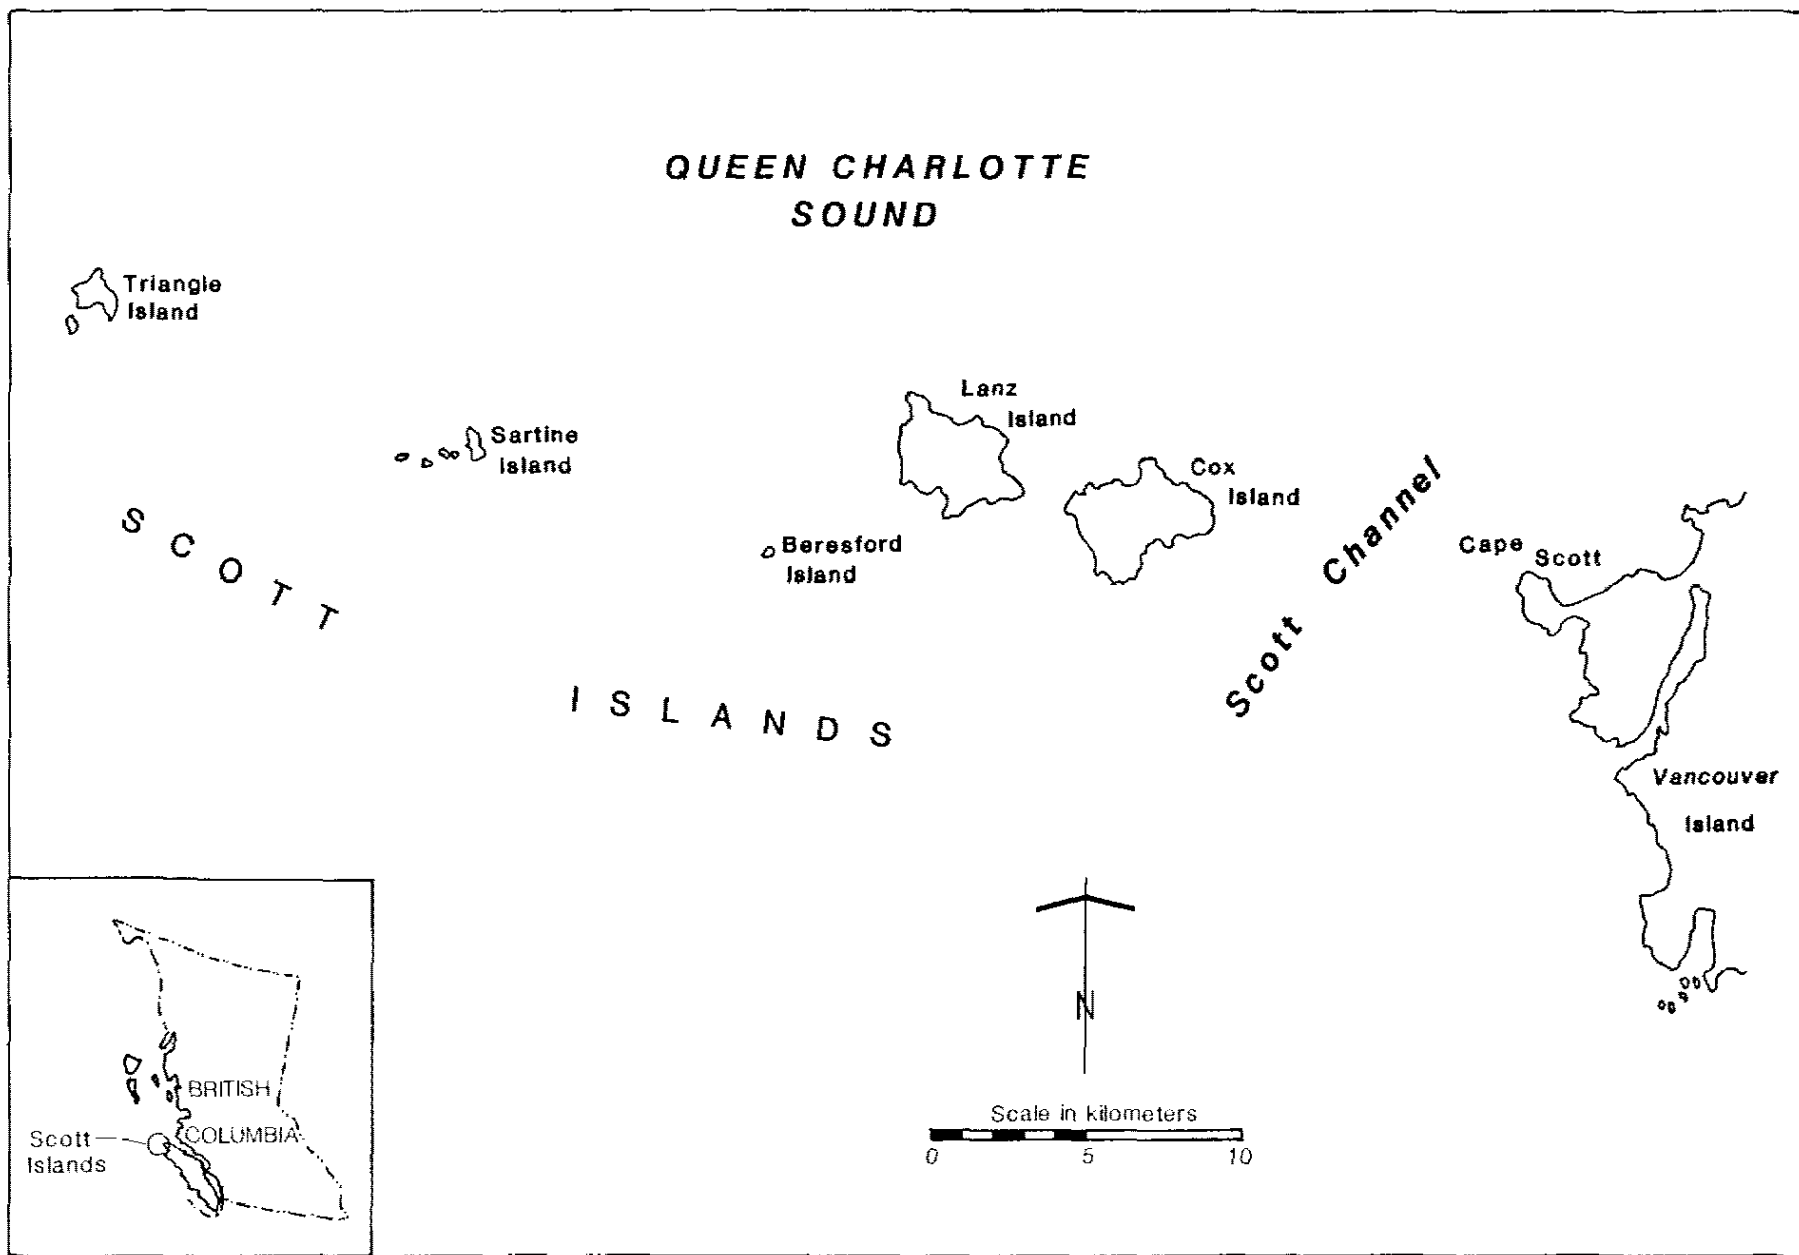 QUEEN CHARLOTTE
SOUND
Triangle
Island
Lanz
Island
Sartine
Island
Cox
Island
Beresford
Island
Cape Scott
SCOTT
ISLANDS
Scott Channel
Vancouver
Island
N
Scale in kilometers
0 5 10
BRITISH
COLUMBIA
Scott
Islands